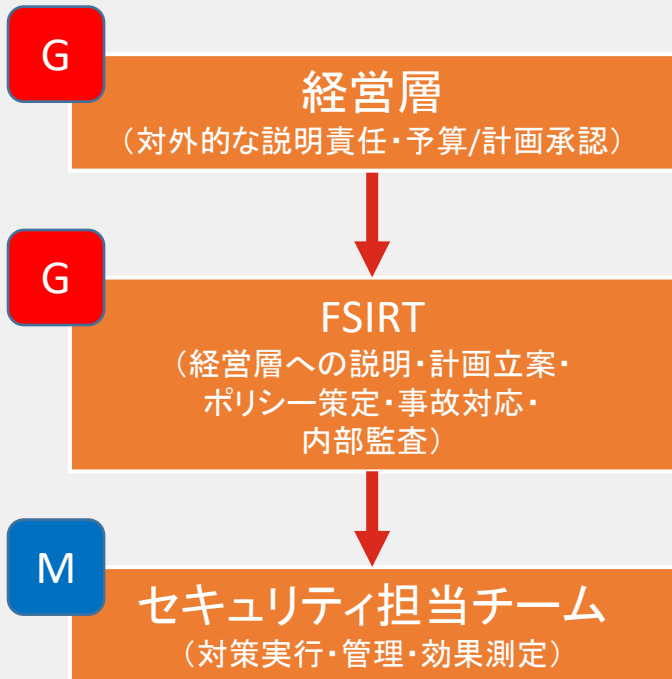 G
経営層
（対外的な説明責任・予算/計画承認）
G
FSIRT
（経営層への説明・計画立案・
ポリシー策定・事故対応・
内部監査）
M
セキュリティ担当チーム
（対策実行・管理・効果測定）